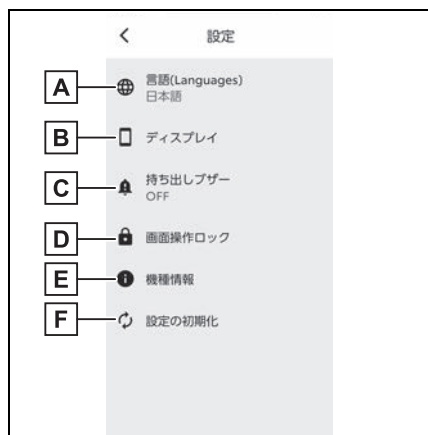 設定
A
言語(Languages)
日本語
B
ディスプレイ
C
持ち出しブザー
OFF
D
画面操作ロック
E
機種情報
F
設定の初期化